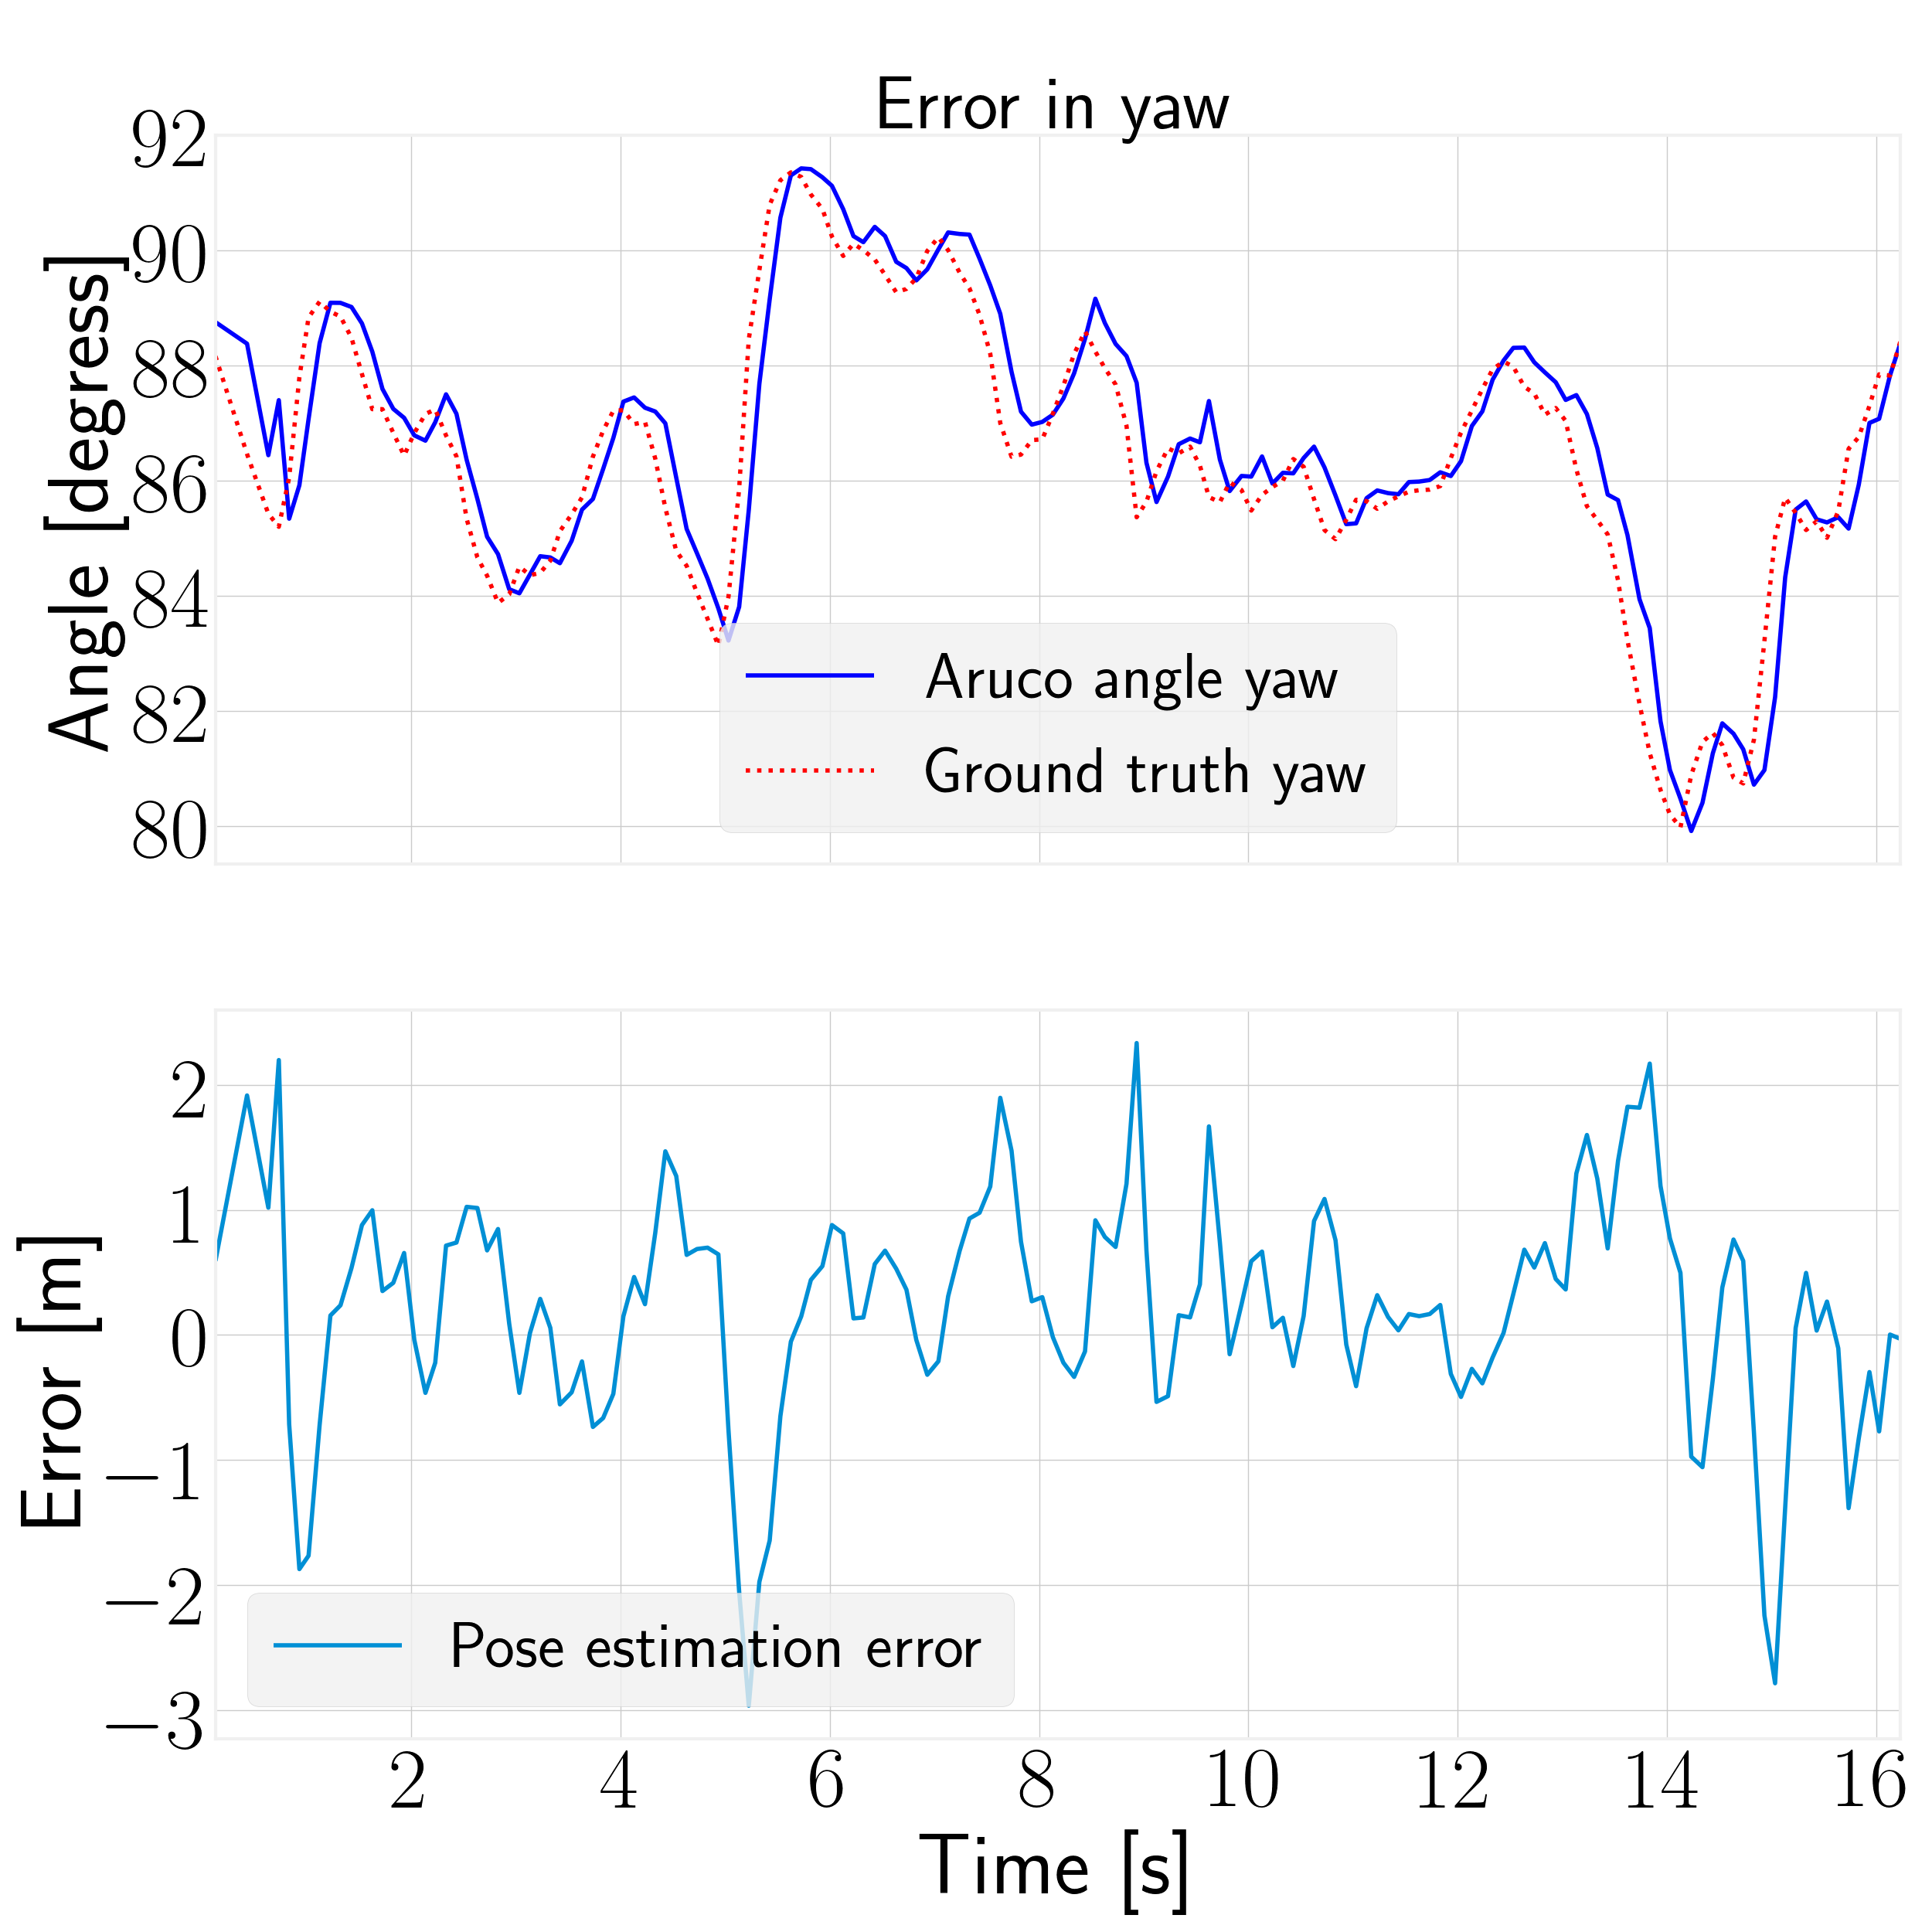 Error in yaw
92
90
88
86
84
82
80
Angle [degress]
Aruco angle yaw
Ground truth yaw
2
1
0
−1
−2
−3
Error [m]
Pose estimation error
2 4 6 8 10 12 14 16
Time [s]